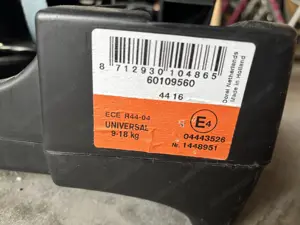 8 712930 104865
60109560
44 16
Dorel Netherlands
Made in Holland
ECE R44-04
UNIVERSAL
9-18 kg
E4
04443526
Nr. 1448951